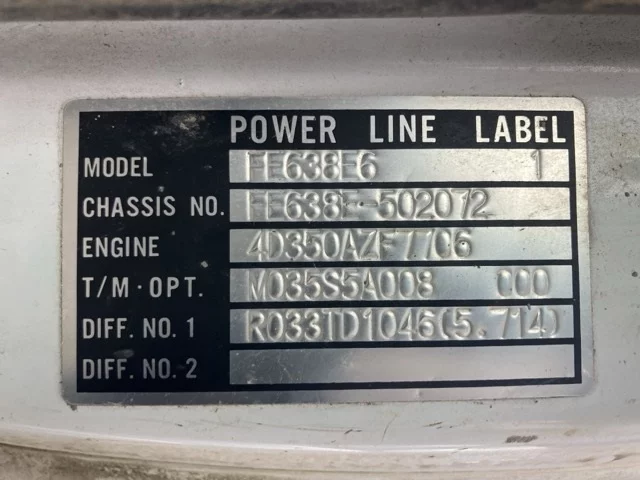 POWER LINE LABEL
MODEL FE638E6 1
CHASSIS NO. FE638E-502072
ENGINE 4D350AZF7706
T/M·OPT. M035S5A008 000
DIFF. NO. 1 R033TD1046(5.714)
DIFF. NO. 2